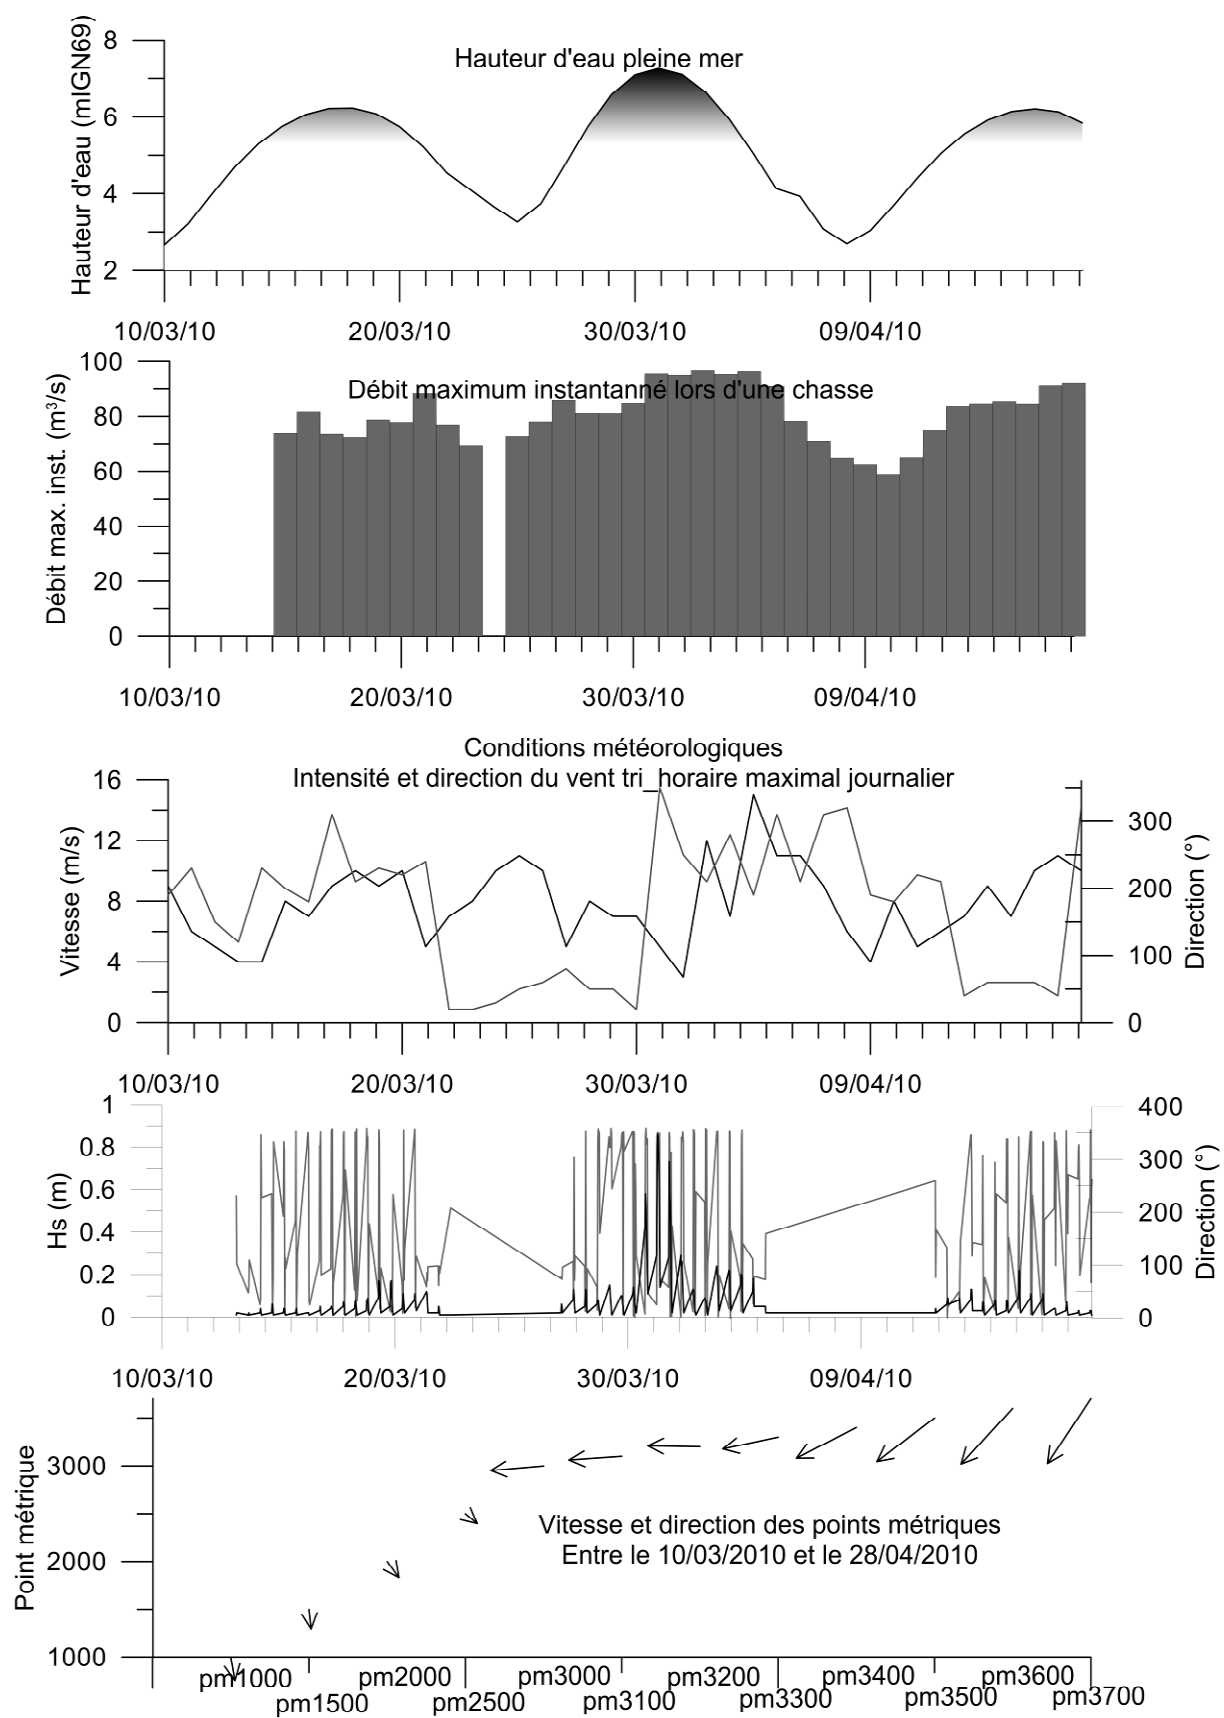 Hauteur d'eau pleine mer
Hauteur d'eau (mIGN69)
8
6
4
2
10/03/10 20/03/10 30/03/10 09/04/10
Débit maximum instantanné lors d'une chasse
Débit max. inst. (m³/s)
100
80
60
40
20
0
10/03/10 20/03/10 30/03/10 09/04/10
Conditions météorologiques
Intensité et direction du vent tri_horaire maximal journalier
Vitesse (m/s)
16
12
8
4
0
300
200
100
0
Direction (°)
10/03/10 20/03/10 30/03/10 09/04/10
Hs (m)
1
0.8
0.6
0.4
0.2
0
400
300
200
100
0
Direction (°)
10/03/10 20/03/10 30/03/10 09/04/10
Point métrique
3000
2000
1000
Vitesse et direction des points métriques
Entre le 10/03/2010 et le 28/04/2010
pm1000 pm2000 pm3000 pm3200 pm3400 pm3600
pm1500 pm2500 pm3100 pm3300 pm3500 pm3700